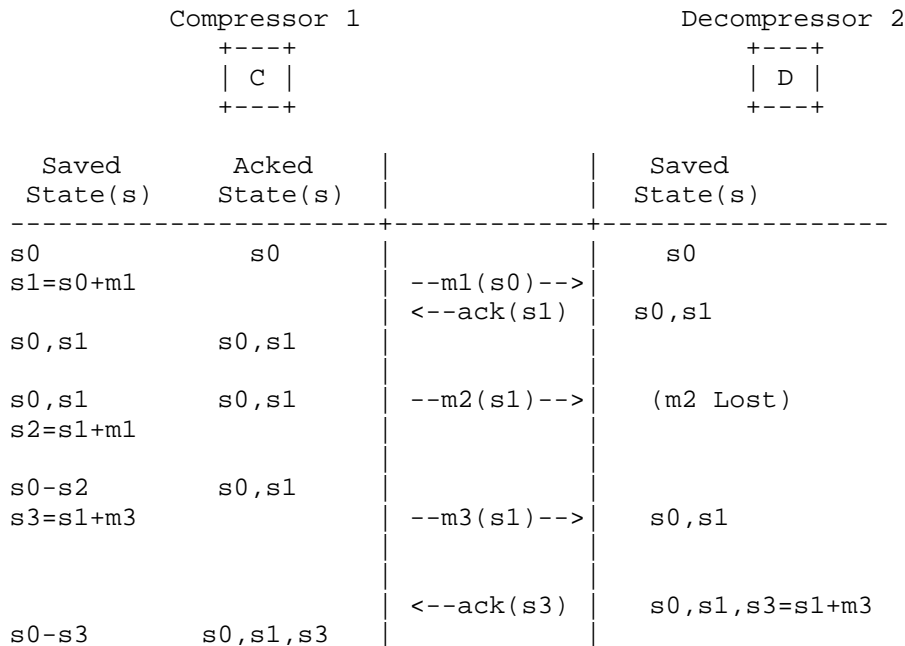 Compressor 1                    Decompressor 2
             +---+                             +---+
             | C |                             | D |
             +---+                             +---+

  Saved       Acked     |            |   Saved
 State(s)    State(s)   |            |  State(s)
-----------------------+------------+------------------
s0             s0       |            |    s0
s1=s0+m1                | --m1(s0)-->|
                        | <--ack(s1) |  s0,s1
s0,s1        s0,s1      |            |
                        |            |
s0,s1        s0,s1      | --m2(s1)-->|   (m2 Lost)
s2=s1+m1                |            |
                        |            |
s0-s2        s0,s1      |            |
s3=s1+m3                | --m3(s1)-->|   s0,s1
                        |            |
                        |            |
                        | <--ack(s3) |   s0,s1,s3=s1+m3
s0-s3       s0,s1,s3    |            |